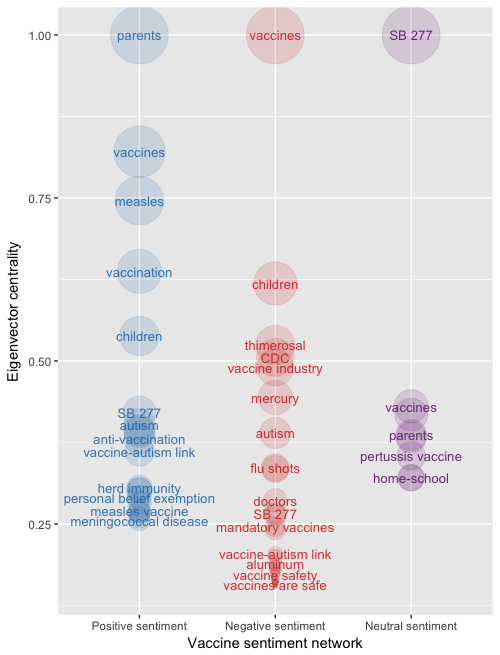 1.00
0.75
0.50
0.25
Eigenvector centrality
parents
vaccines
measles
vaccination
children
SB 277
autism
anti-vaccination
vaccine-autism link
herd immunity
personal belief exemption
measles vaccine
meningococcal disease
vaccines
children
thimerosal
CDC
vaccine industry
mercury
autism
flu shots
doctors
SB 277
mandatory vaccines
vaccine-autism link
aluminum
vaccine safety
vaccines are safe
SB 277
vaccines
parents
pertussis vaccine
home-school
Positive sentiment
Negative sentiment
Neutral sentiment
Vaccine sentiment network